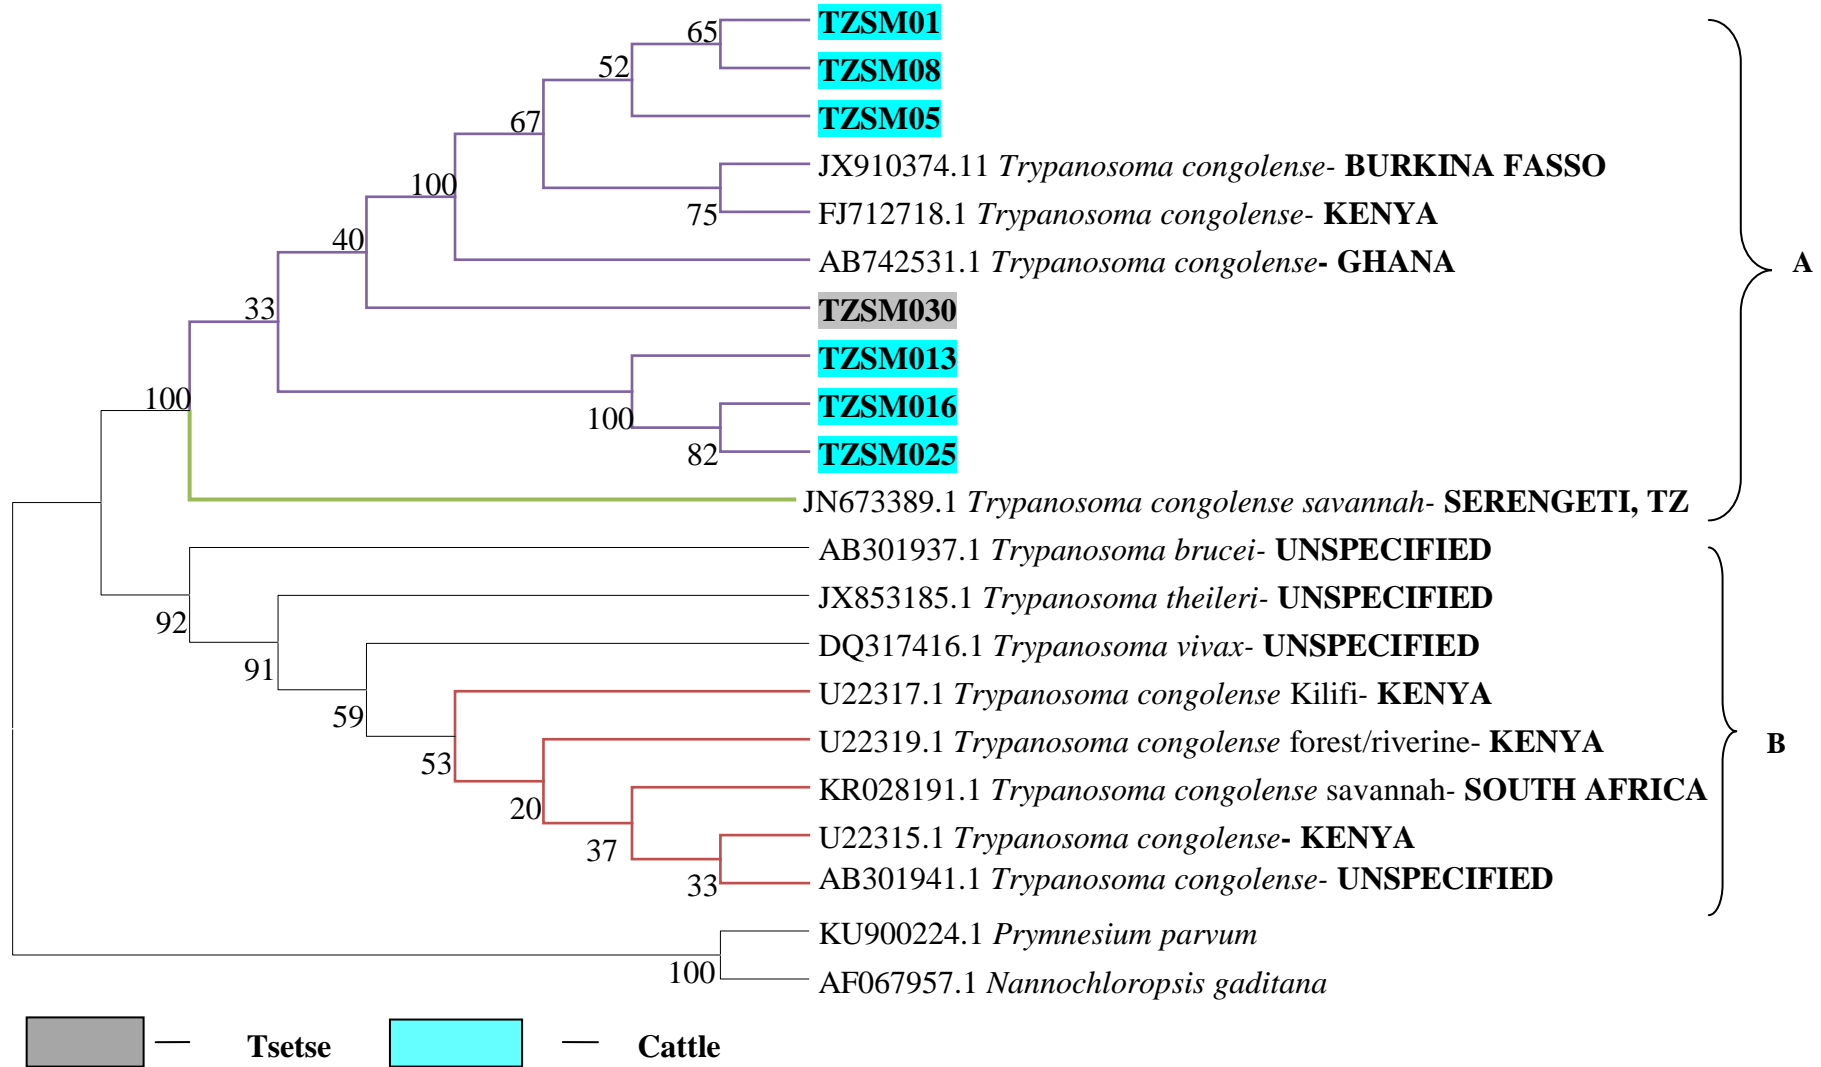 65 TZSM01
52 TZSM08
67 TZSM05
JX910374.11 Trypanosoma congolense- BURKINA FASSO
100
75 FJ712718.1 Trypanosoma congolense- KENYA
40
AB742531.1 Trypanosoma congolense- GHANA
A
33 TZSM030
TZSM013
100 TZSM016
100
82 TZSM025
JN673389.1 Trypanosoma congolense savannah- SERENGETI, TZ
AB301937.1 Trypanosoma brucei- UNSPECIFIED
92 JX853185.1 Trypanosoma theileri- UNSPECIFIED
91 DQ317416.1 Trypanosoma vivax- UNSPECIFIED
59 U22317.1 Trypanosoma congolense Kilifi- KENYA
53 U22319.1 Trypanosoma congolense forest/riverine- KENYA
B
20 KR028191.1 Trypanosoma congolense savannah- SOUTH AFRICA
37 U22315.1 Trypanosoma congolense- KENYA
33 AB301941.1 Trypanosoma congolense- UNSPECIFIED
KU900224.1 Prymnesium parvum
100 AF067957.1 Nannochloropsis gaditana
Tsetse Cattle